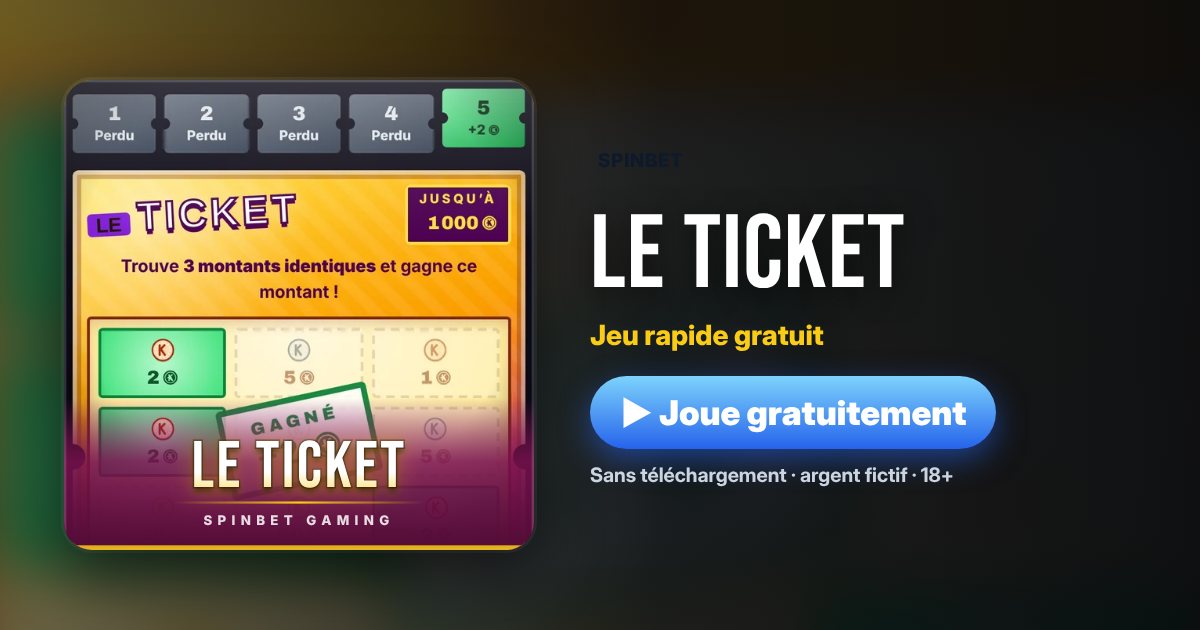 1
Perdu
2
Perdu
3
Perdu
4
Perdu
5
+2 K
LE TICKET
JUSQU'À
1000 K
Trouve 3 montants identiques et gagne ce
montant !
K
2 K
K
5 K
K
1 K
K
2 K
GAGNÉ
K
5 K
LE TICKET
SPINBET GAMING
SPINBET
LE TICKET
Jeu rapide gratuit
▶ Joue gratuitement
Sans téléchargement · argent fictif · 18+